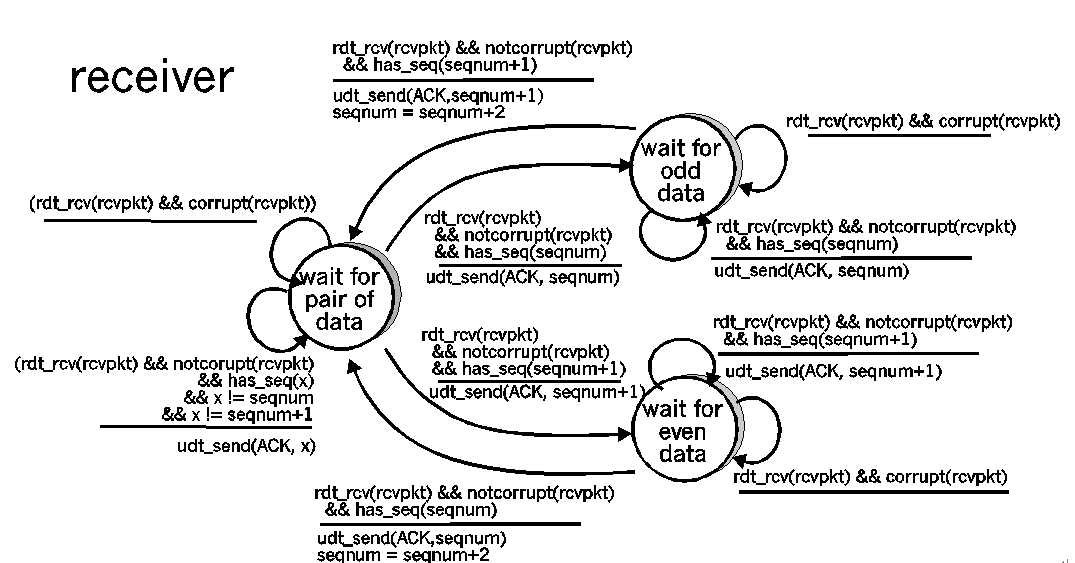 receiver
rdt_rcv(rcvpkt) && notcorrupt(rcvpkt)
&& has_seq(seqnum+1)
udt_send(ACK,seqnum+1)
seqnum = seqnum+2
wait for
odd
data
rdt_rcv(rcvpkt) && corrupt(rcvpkt)
(rdt_rcv(rcvpkt) && corrupt(rcvpkt))
rdt_rcv(rcvpkt)
&& notcorrupt(rcvpkt)
&& has_seq(seqnum)
udt_send(ACK, seqnum)
rdt_rcv(rcvpkt) && notcorrupt(rcvpkt)
&& has_seq(seqnum)
udt_send(ACK, seqnum)
wait for
pair of
data
(rdt_rcv(rcvpkt) && notcorupt(rcvpkt)
&& has_seq(x)
&& x != seqnum
&& x != seqnum+1
udt_send(ACK, x)
rdt_rcv(rcvpkt)
&& notcorrupt(rcvpkt)
&& has_seq(seqnum+1)
udt_send(ACK, seqnum+1)
rdt_rcv(rcvpkt) && notcorrupt(rcvpkt)
&& has_seq(seqnum+1)
udt_send(ACK, seqnum+1)
wait for
even
data
rdt_rcv(rcvpkt) && corrupt(rcvpkt)
rdt_rcv(rcvpkt) && notcorrupt(rcvpkt)
&& has_seq(seqnum)
udt_send(ACK,seqnum)
seqnum = seqnum+2